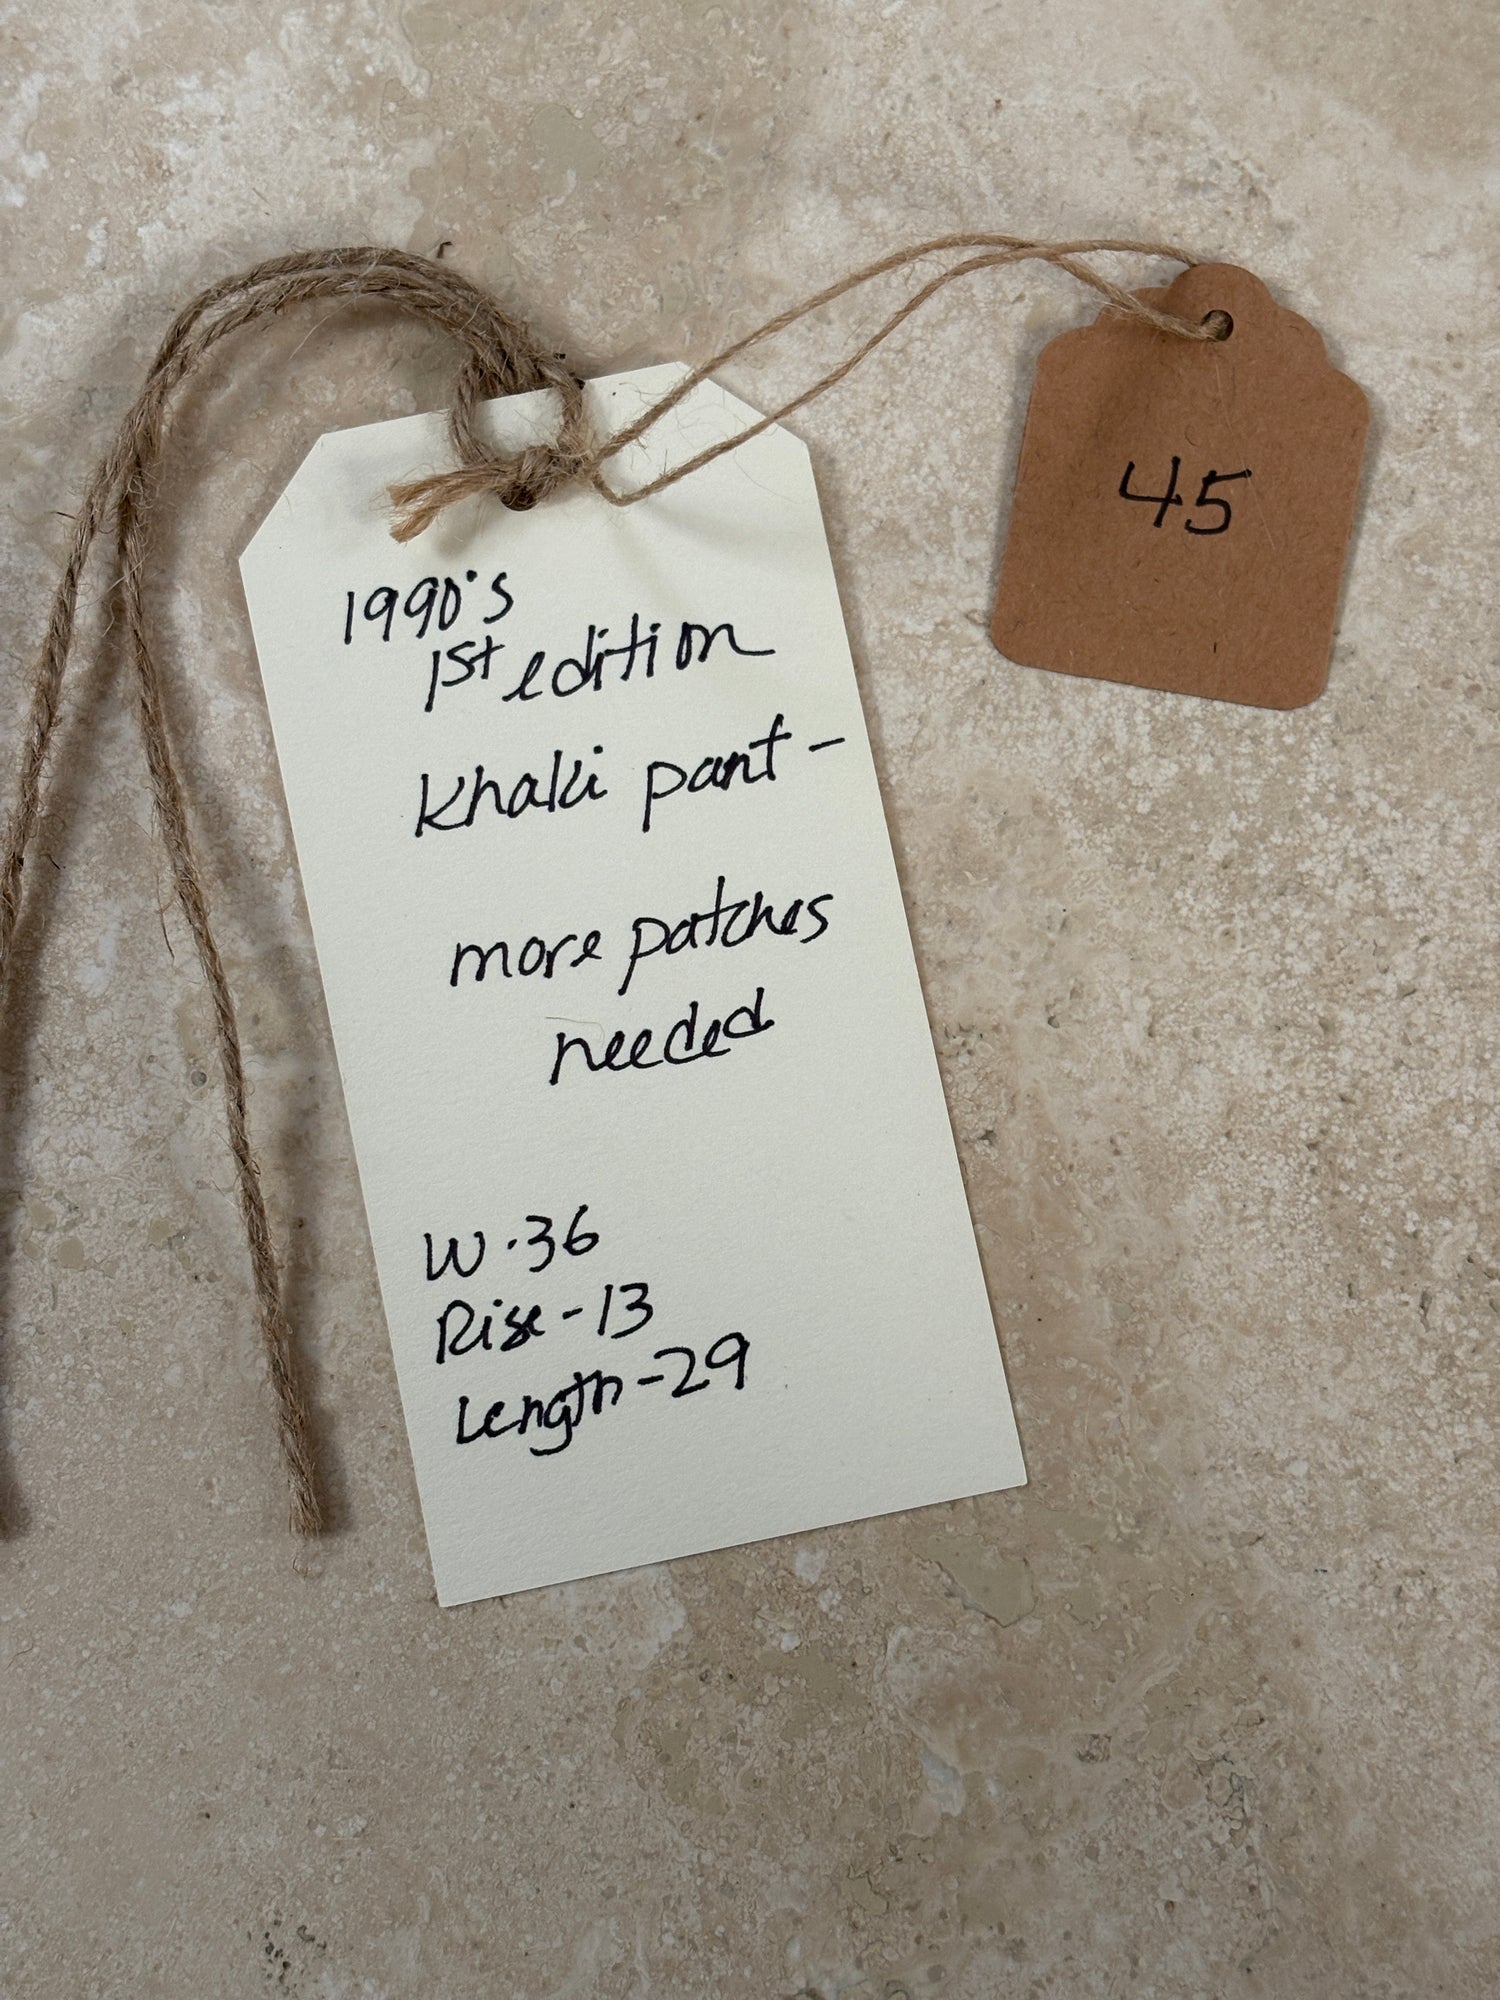 1990's
1st edition
Khaki pant -
more patches
needed
W. 36
Rise - 13
Length - 29
45